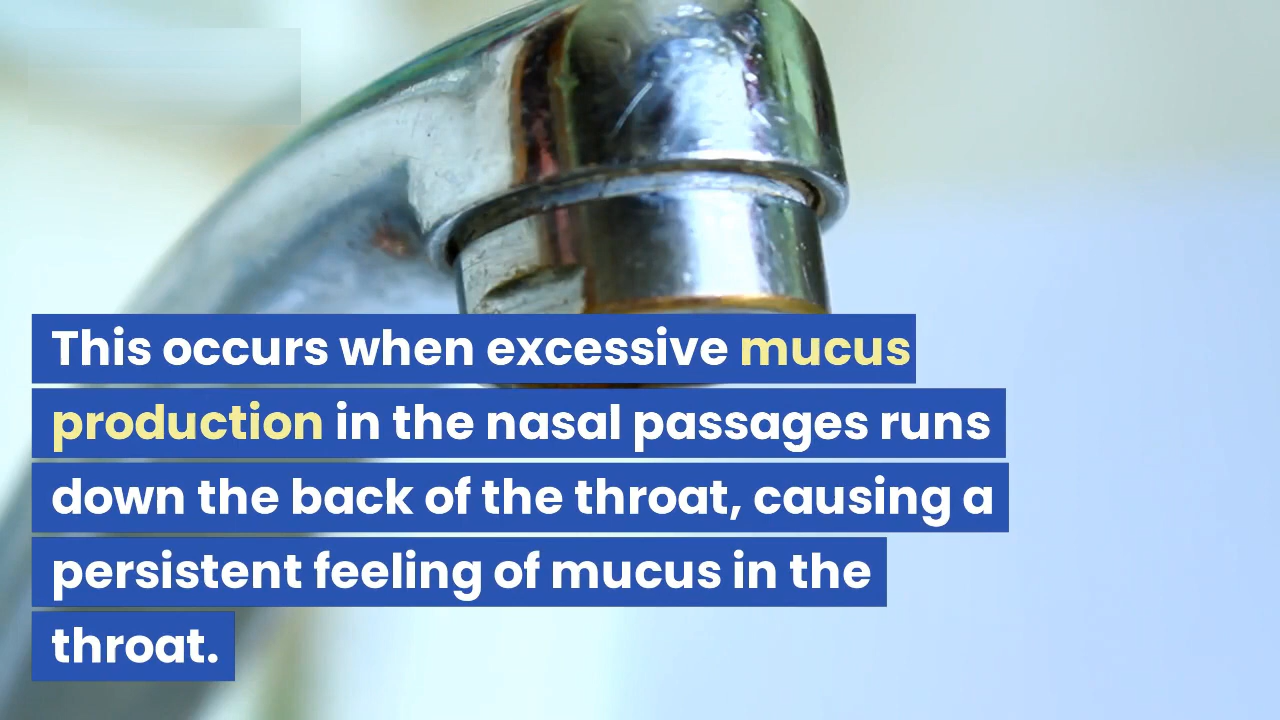 This occurs when excessive mucus
production in the nasal passages runs
down the back of the throat, causing a
persistent feeling of mucus in the
throat.